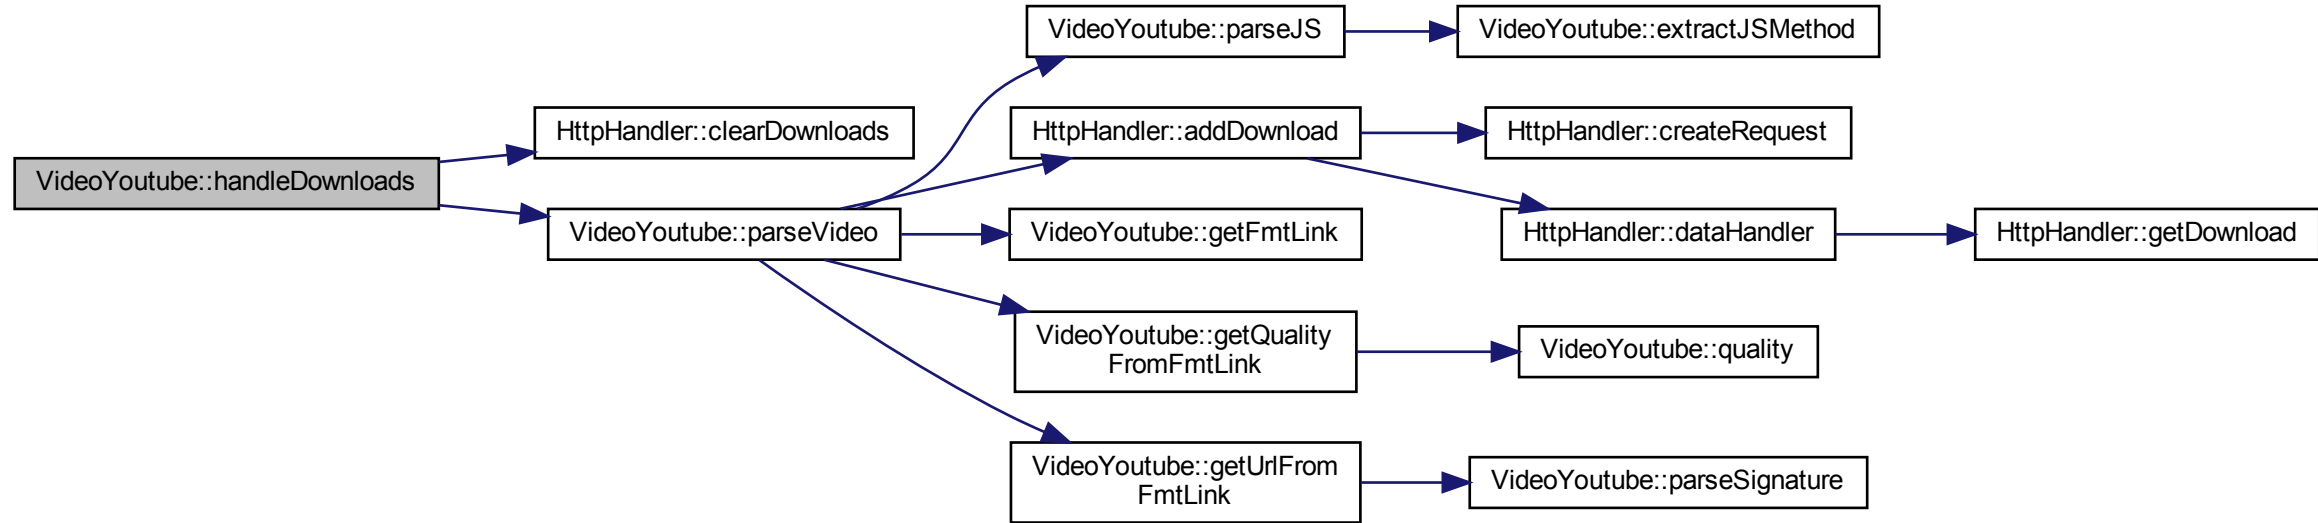 VideoYoutube::handleDownloads
HttpHandler::clearDownloads
VideoYoutube::parseVideo
VideoYoutube::parseJS
VideoYoutube::extractJSMethod
HttpHandler::addDownload
HttpHandler::createRequest
VideoYoutube::getFmtLink
HttpHandler::dataHandler
HttpHandler::getDownload
VideoYoutube::getQuality
FromFmtLink
VideoYoutube::quality
VideoYoutube::getUrlFrom
FmtLink
VideoYoutube::parseSignature